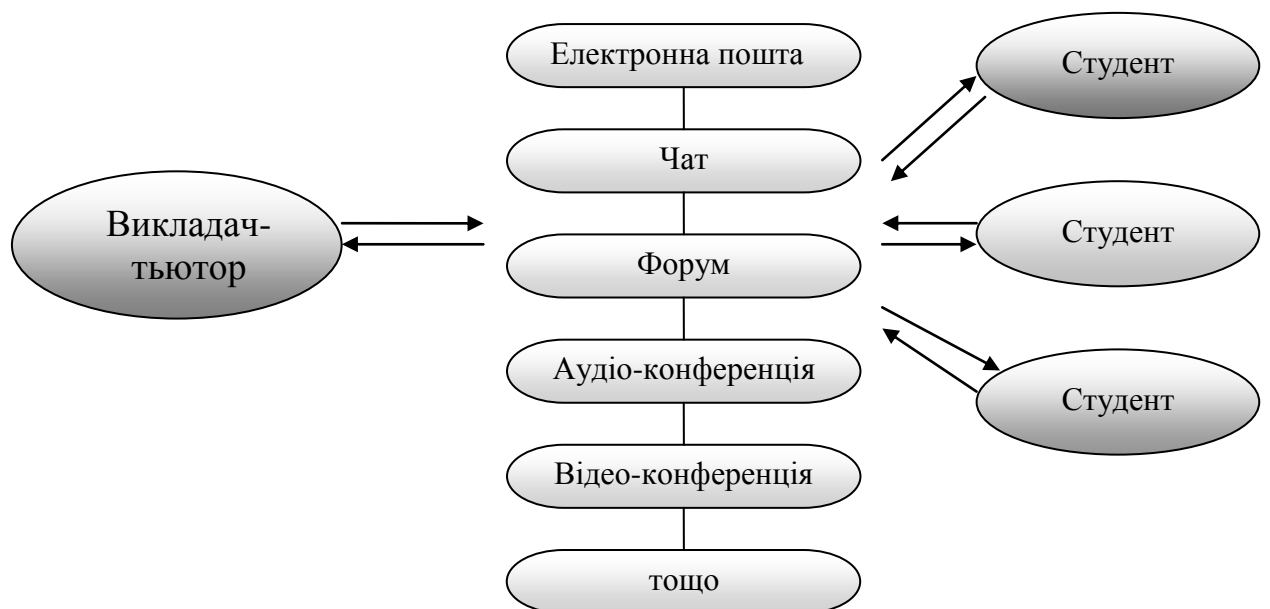 Викладач-
тьютор
Електронна пошта
Чат
Форум
Аудіо-конференція
Відео-конференція
тощо
Студент
Студент
Студент